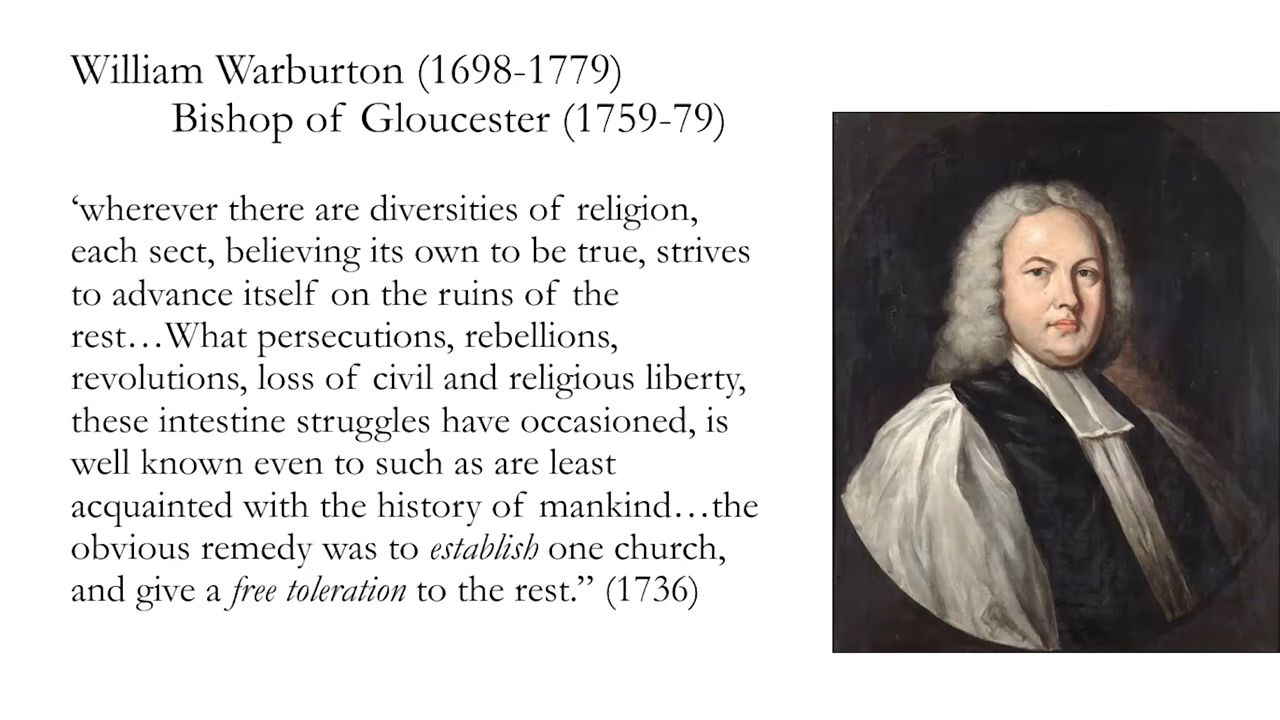 William Warburton (1698-1779)
Bishop of Gloucester (1759-79)
‘wherever there are diversities of religion,
each sect, believing its own to be true, strives
to advance itself on the ruins of the
rest…What persecutions, rebellions,
revolutions, loss of civil and religious liberty,
these intestine struggles have occasioned, is
well known even to such as are least
acquainted with the history of mankind…the
obvious remedy was to establish one church,
and give a free toleration to the rest.” (1736)